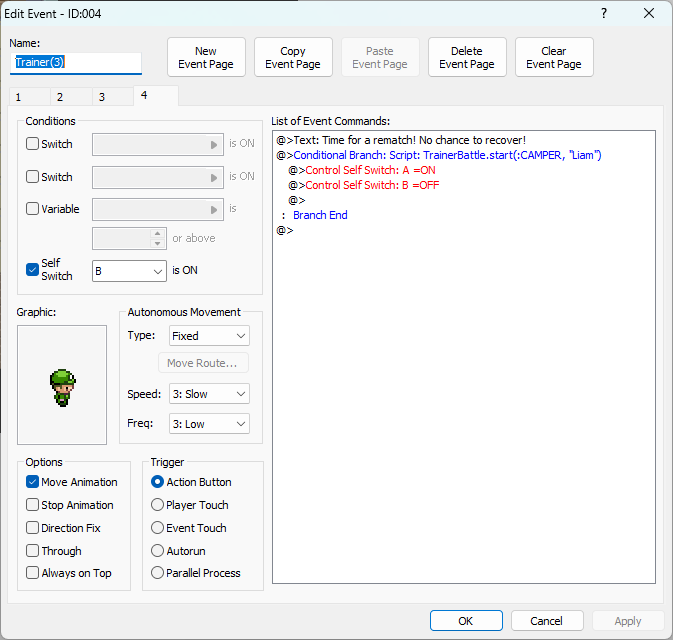 Edit Event - ID:004
?
Name:
Trainer(3)
New
Event Page
Copy
Event Page
Paste
Event Page
Delete
Event Page
Clear
Event Page
1 2 3 4
Conditions
Switch is ON
Switch is ON
Variable is
or above
Self
Switch B is ON
Graphic:
Autonomous Movement
Type: Fixed
Move Route...
Speed: 3: Slow
Freq: 3: Low
Options
Move Animation
Stop Animation
Direction Fix
Through
Always on Top
Trigger
Action Button
Player Touch
Event Touch
Autorun
Parallel Process
List of Event Commands:
@>Text: Time for a rematch! No chance to recover!
@>Conditional Branch: Script: TrainerBattle.start(:CAMPER, "Liam")
@>Control Self Switch: A =ON
@>Control Self Switch: B =OFF
@>
: Branch End
@>
OK Cancel Apply